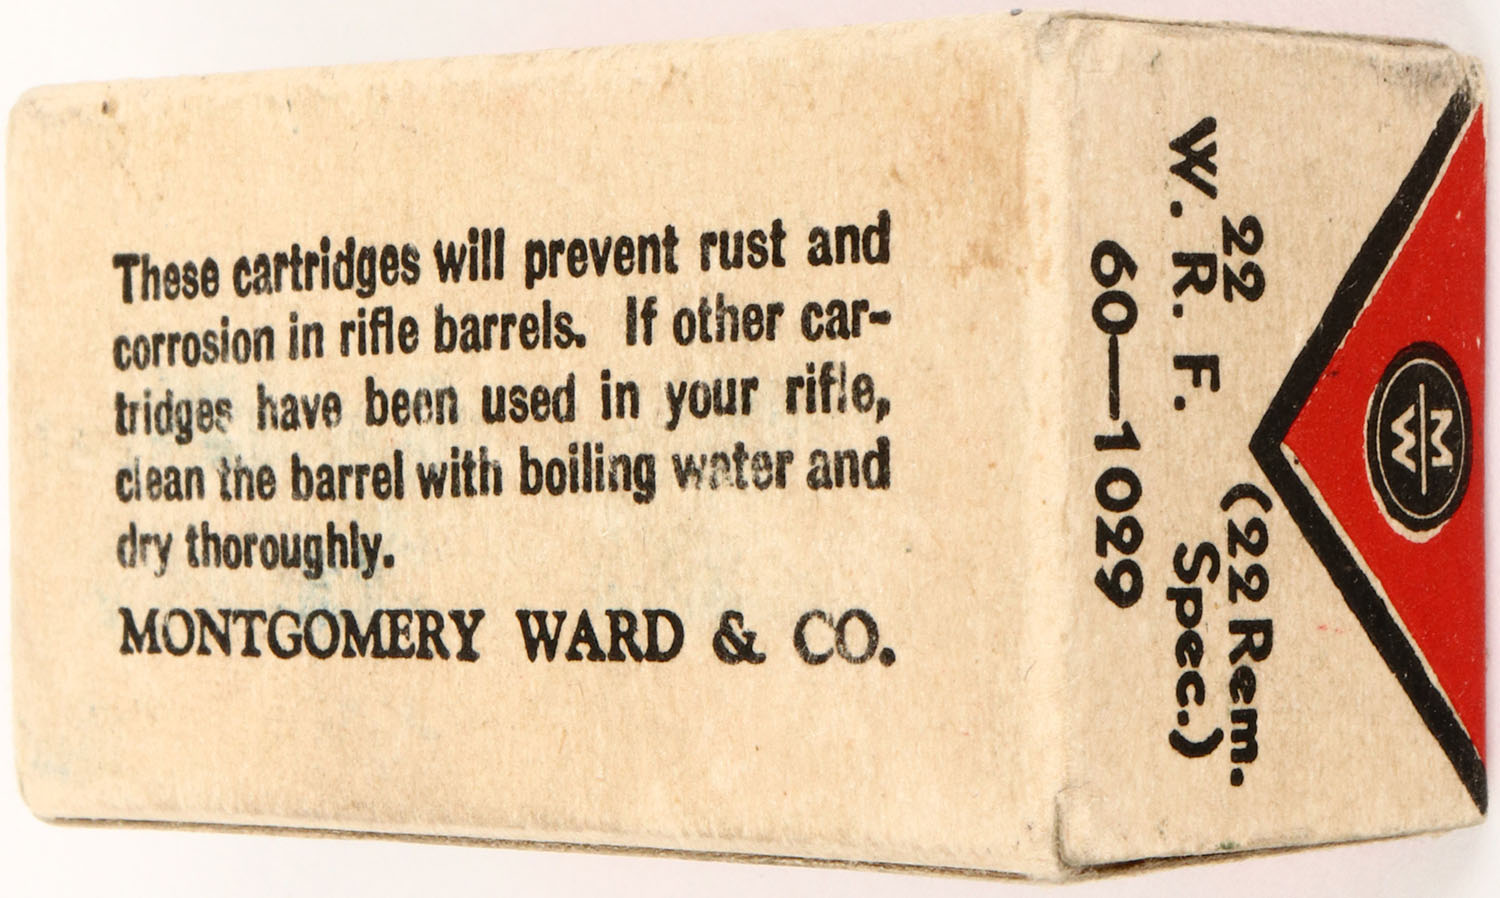 These cartridges will prevent rust and
corrosion in rifle barrels. If other car-
tridges have been used in your rifle,
clean the barrel with boiling water and
dry thoroughly.
MONTGOMERY WARD & CO.
M
W
22 (22 Rem.
W. R. F. Spec.)
60—1029